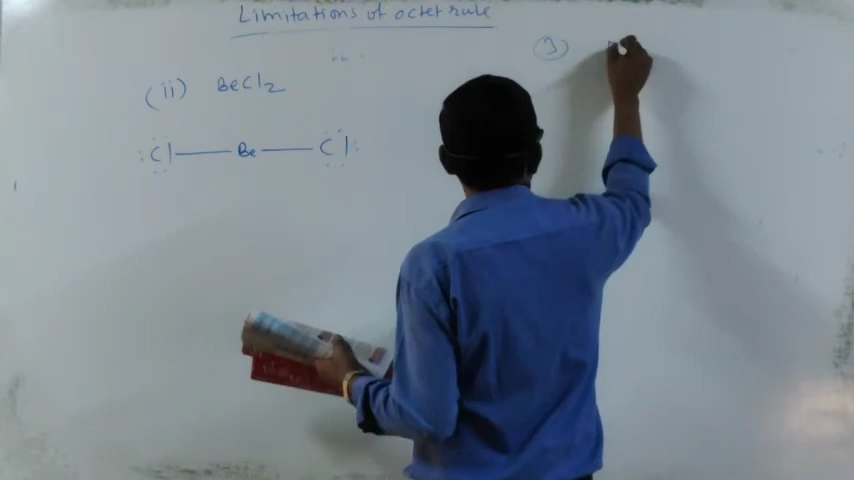 Limitations of octet rule
(ii) BeCl2
:Cl — Be — Cl:
(3)